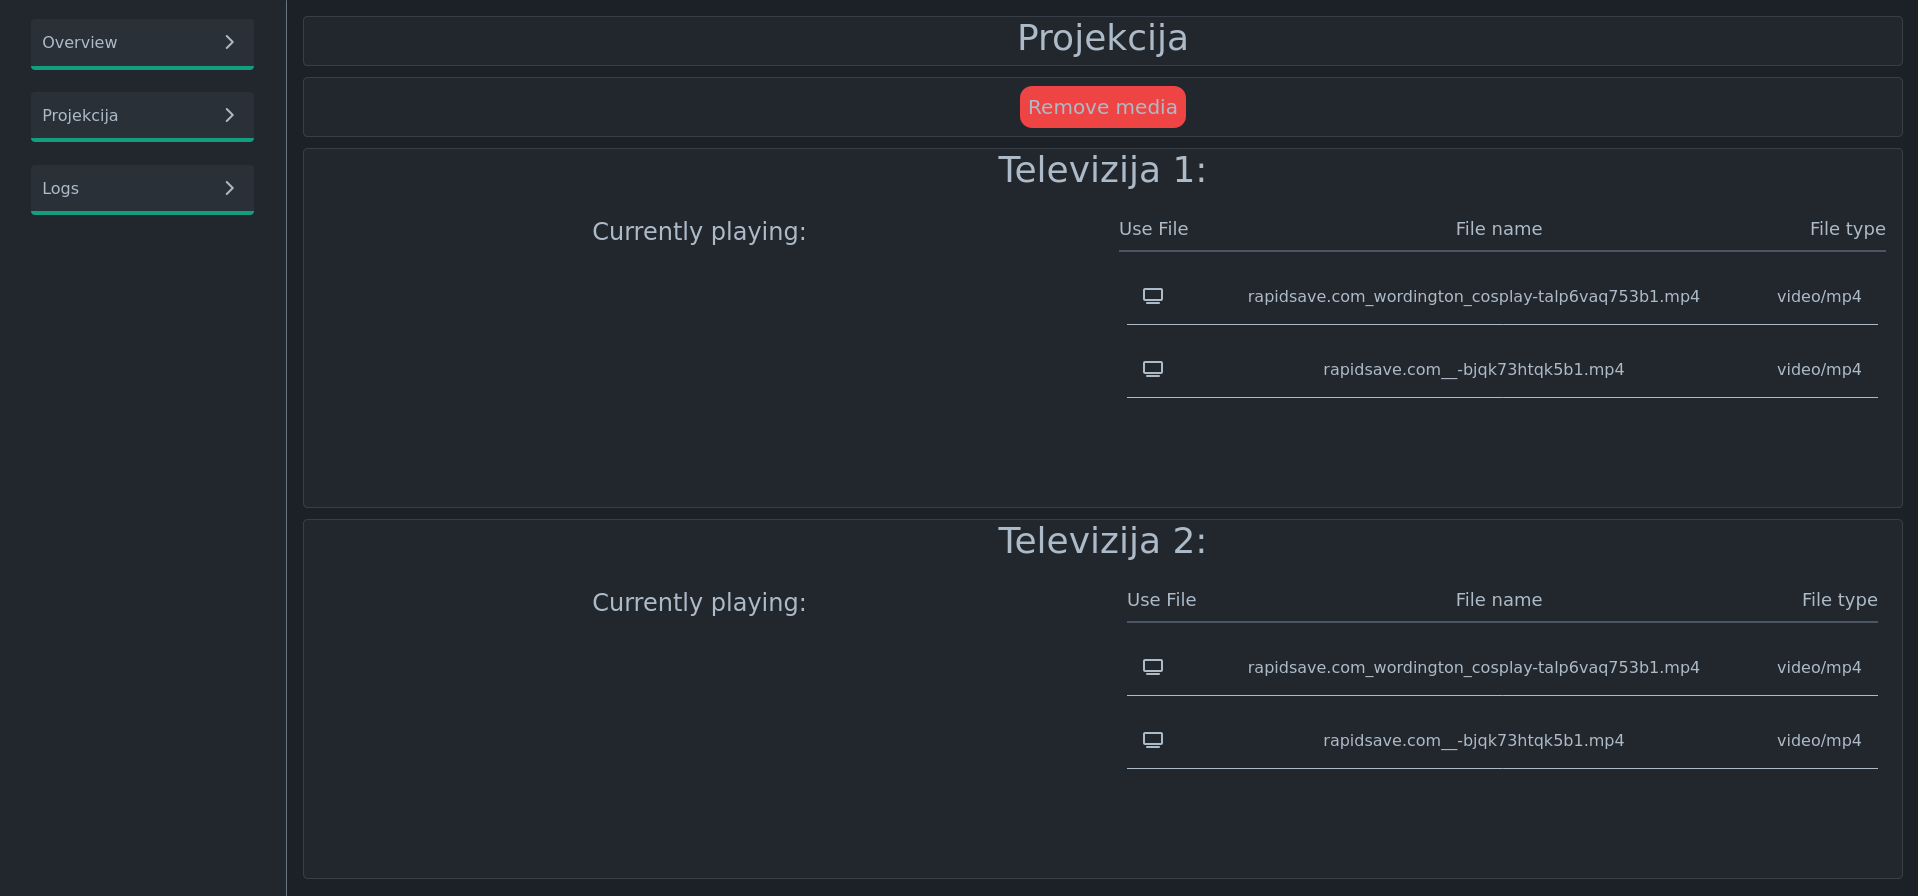 Overview
Projekcija
Logs
Projekcija
Remove media
Televizija 1:
Currently playing:
Use File File name File type
rapidsave.com_wordington_cosplay-talp6vaq753b1.mp4 video/mp4
rapidsave.com__-bjqk73htqk5b1.mp4 video/mp4
Televizija 2:
Currently playing:
Use File File name File type
rapidsave.com_wordington_cosplay-talp6vaq753b1.mp4 video/mp4
rapidsave.com__-bjqk73htqk5b1.mp4 video/mp4